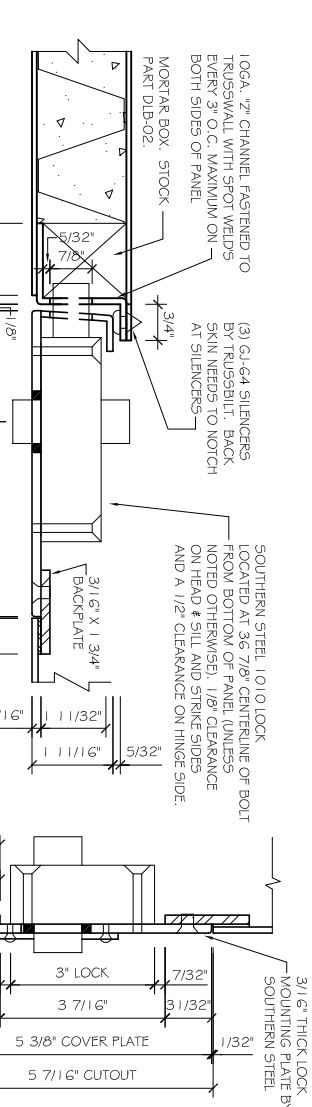 10GA. "Z" CHANNEL FASTENED TO
TRUSSWALL WITH SPOT WELDS
EVERY 3" O.C. MAXIMUM ON
BOTH SIDES OF PANEL
MORTAR BOX. STOCK
PART DLB-02.
(3) GJ-64 SILENCERS
BY TRUSSBILT. BACK
SKIN NEEDS TO NOTCH
AT SILENCERS
SOUTHERN STEEL 1010 LOCK
LOCATED AT 36 7/8" CENTERLINE OF BOLT
FROM BOTTOM OF PANEL (UNLESS
NOTED OTHERWISE). 1/8" CLEARANCE
ON HEAD & SILL AND STRIKE SIDES
AND A 1/2" CLEARANCE ON HINGE SIDE.
3/16" X 1 3/4"
BACKPLATE
3/16" THICK LOCK
MOUNTING PLATE BY
SOUTHERN STEEL
5/32"
7/8"
3/4"
1/8"
1 11/32"
1 11/16"
5/32"
3" LOCK
7/32"
3 7/16"
31/32"
5 3/8" COVER PLATE
1/32"
5 7/16" CUTOUT